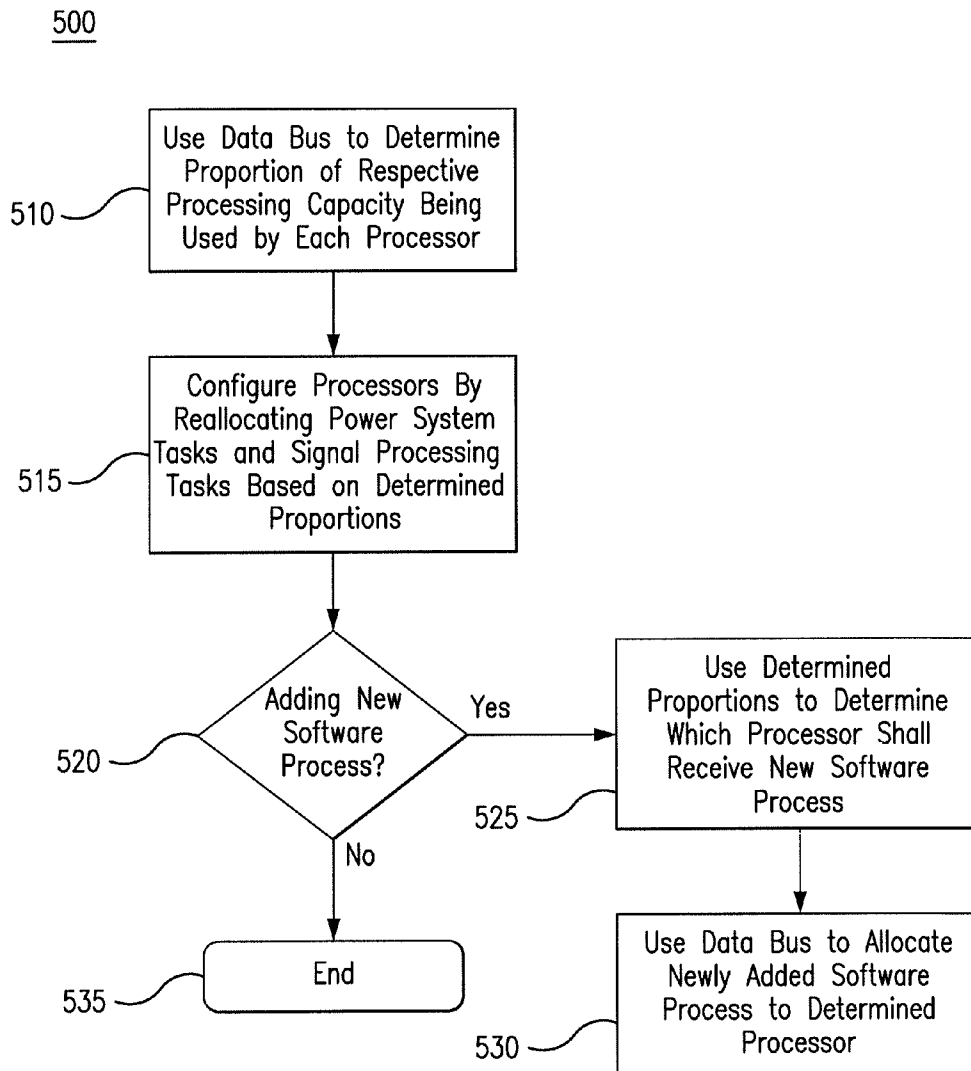 500
Use Data Bus to Determine
Proportion of Respective
Processing Capacity Being
Used by Each Processor
510
Configure Processors By
Reallocating Power System
Tasks and Signal Processing
Tasks Based on Determined
Proportions
515
Adding New
Software
Process?
520
Yes
No
Use Determined
Proportions to Determine
Which Processor Shall
Receive New Software
Process
525
End
535
Use Data Bus to Allocate
Newly Added Software
Process to Determined
Processor
530